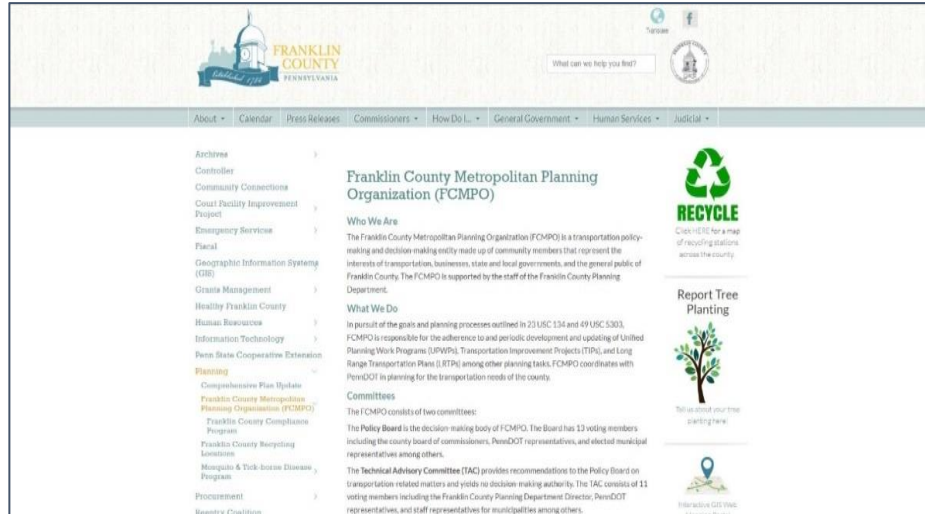 Translate
FRANKLIN
COUNTY
PENNSYLVANIA
Established 1784
What can we help you find?
FRANKLIN COUNTY
About
Calendar
Press Releases
Commissioners
How Do I...
General Government
Human Services
Judicial
Archives
Controller
Community Connections
Court Facility Improvement
Project
Emergency Services
Fiscal
Geographic Information Systems
(GIS)
Grants Management
Healthy Franklin County
Human Resources
Information Technology
Penn State Cooperative Extension
Planning
Comprehensive Plan Update
Franklin County Metropolitan
Planning Organization (FCMPO)
Franklin County Compliance
Program
Franklin County Recycling
Locations
Mosquito & Tick-borne Disease
Program
Procurement
Reentry Coalition
Franklin County Metropolitan Planning
Organization (FCMPO)
Who We Are
The Franklin County Metropolitan Planning Organization (FCMPO) is a transportation policy-
making and decision-making entity made up of community members that represent the
interests of transportation, businesses, state and local governments, and the general public of
Franklin County. The FCMPO is supported by the staff of the Franklin County Planning
Department.
What We Do
In pursuit of the goals and planning processes outlined in 23 USC 134 and 49 USC 5303,
FCMPO is responsible for the adherence to and periodic development and updating of Unified
Planning Work Programs (UPWPs), Transportation Improvement Projects (TIPs), and Long
Range Transportation Plans (LRTPs) among other planning tasks. FCMPO coordinates with
PennDOT in planning for the transportation needs of the county.
Committees
The FCMPO consists of two committees:
The Policy Board is the decision-making body of FCMPO. The Board has 13 voting members
including the county board of commissioners, PennDOT representatives, and elected municipal
representatives among others.
The Technical Advisory Committee (TAC) provides recommendations to the Policy Board on
transportation related matters and yields no decision-making authority. The TAC consists of 11
voting members including the Franklin County Planning Department Director, PennDOT
representatives, and staff representatives for municipalities among others.
RECYCLE
Click HERE for a map
of recycling stations
across the county.
Report Tree
Planting
Tell us about your tree
planting here!
Interactive GIS Web